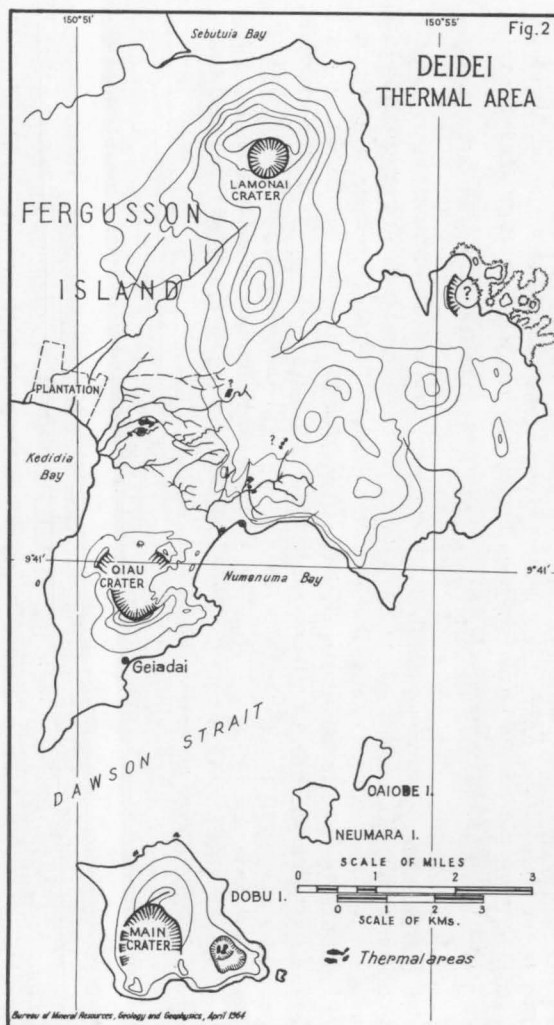 150°51'
150°55'
Fig.2
Sebutuia Bay
DEIDEI
THERMAL AREA
LAMONAI
CRATER
FERGUSSON
ISLAND
?
PLANTATION
?
?
Kedidia
Bay
9°41'
OIAU
CRATER
Numanuma Bay
9°41'
Geiadai
DAWSON STRAIT
OAIOBE I.
NEUMARA I.
SCALE OF MILES
1 0 1 2 3
0 1 2 3
SCALE OF KMs.
DOBU I.
MAIN
CRATER
Thermal areas
Bureau of Mineral Resources, Geology and Geophysics, April 1964